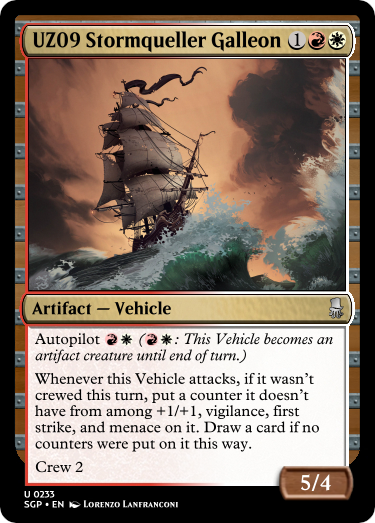 UZ09 Stormqueller Galleon 1
Artifact — Vehicle
Autopilot (: This Vehicle becomes an
artifact creature until end of turn.)
Whenever this Vehicle attacks, if it wasn't
crewed this turn, put a counter it doesn't
have from among +1/+1, vigilance, first
strike, and menace on it. Draw a card if no
counters were put on it this way.
Crew 2
5/4
U 0233
SGP • EN Lorenzo Lanfranconi